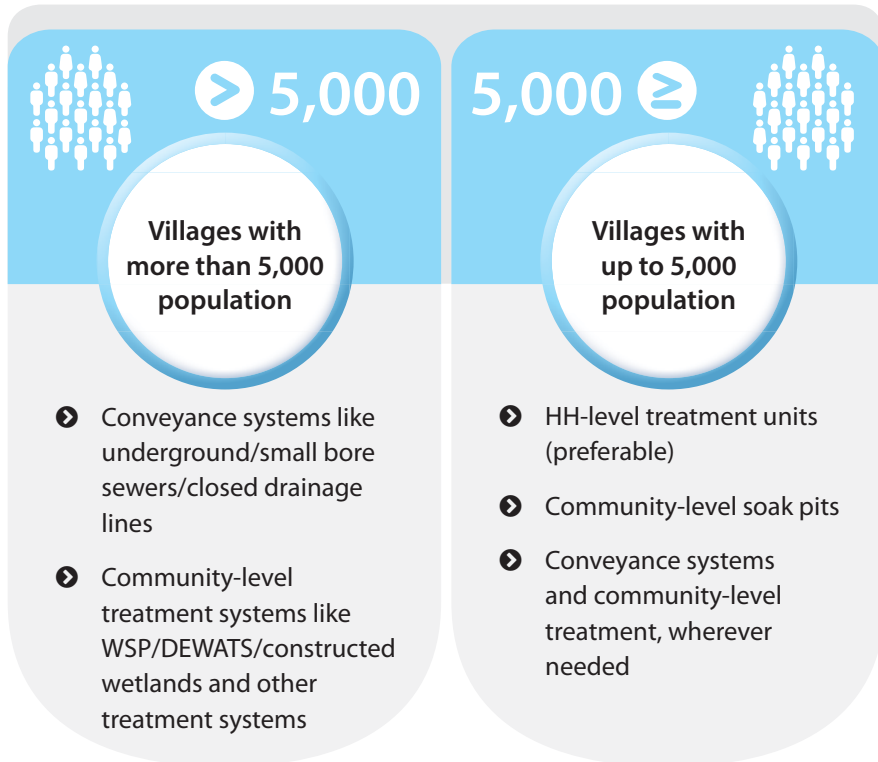 > 5,000
Villages with
more than 5,000
population
Conveyance systems like
underground/small bore
sewers/closed drainage
lines
Community-level
treatment systems like
WSP/DEWATS/constructed
wetlands and other
treatment systems
5,000 ≥
Villages with
up to 5,000
population
HH-level treatment units
(preferable)
Community-level soak pits
Conveyance systems
and community-level
treatment, wherever
needed